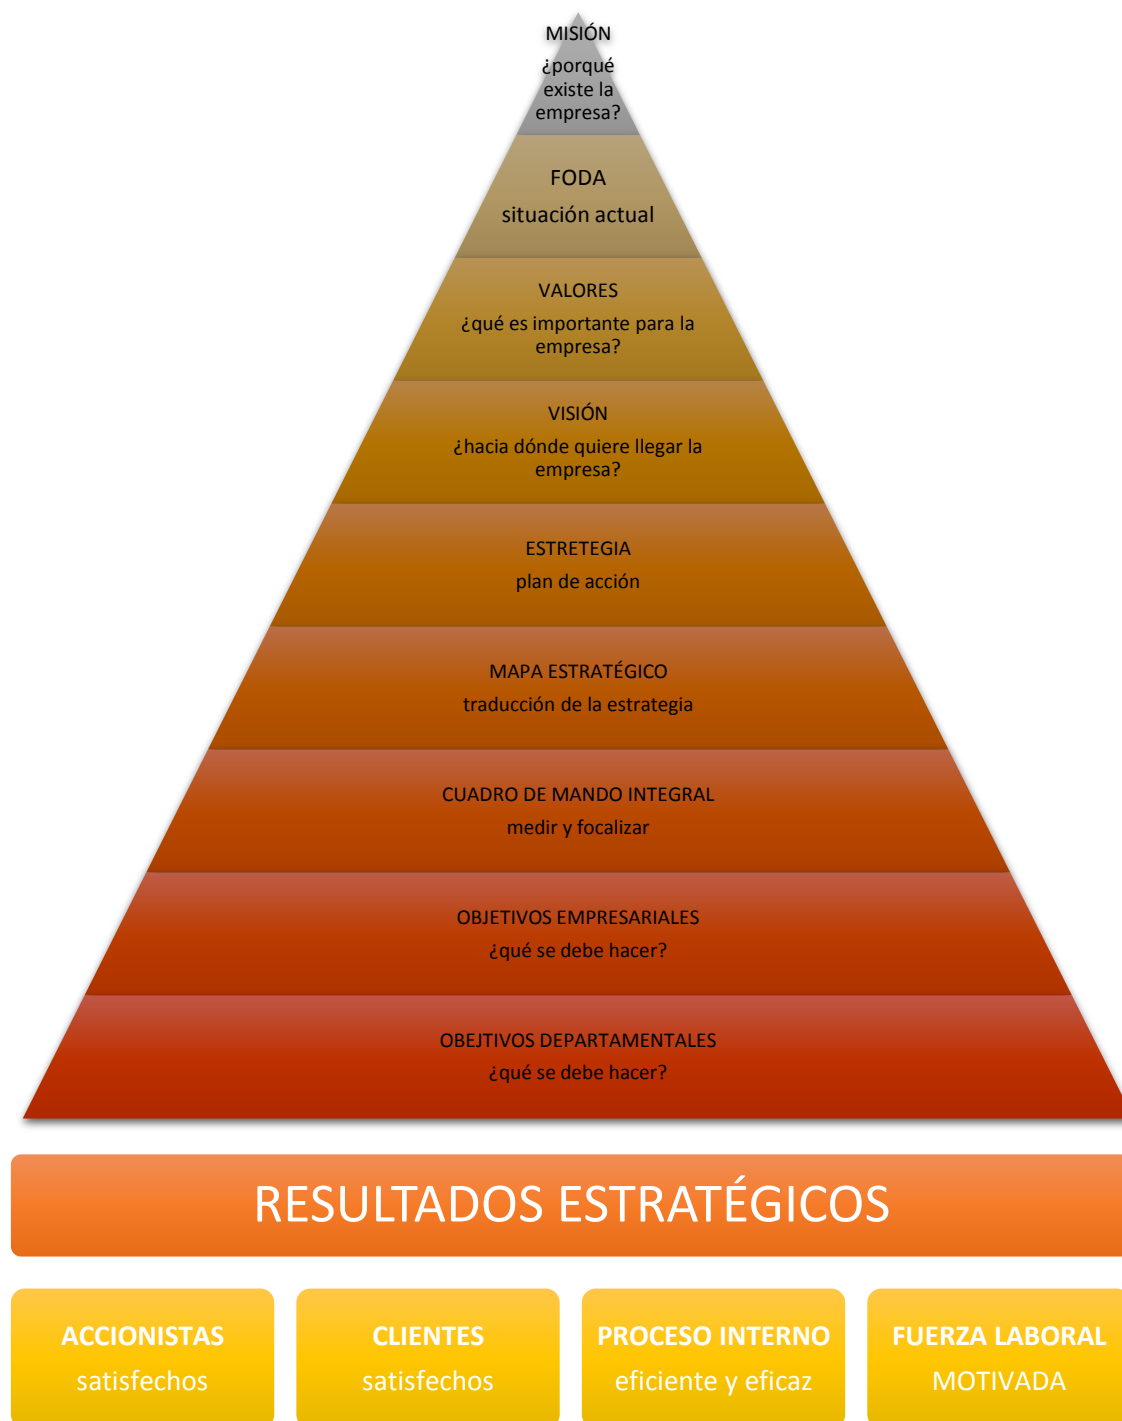 MISIÓN
¿porqué
existe la
empresa?
FODA
situación actual
VALORES
¿qué es importante para la
empresa?
VISIÓN
¿hacia dónde quiere llegar la
empresa?
ESTRETEGIA
plan de acción
MAPA ESTRATÉGICO
traducción de la estrategia
CUADRO DE MANDO INTEGRAL
medir y focalizar
OBJETIVOS EMPRESARIALES
¿qué se debe hacer?
OBEJTIVOS DEPARTAMENTALES
¿qué se debe hacer?
RESULTADOS ESTRATÉGICOS
ACCIONISTAS
satisfechos
CLIENTES
satisfechos
PROCESO INTERNO
eficiente y eficaz
FUERZA LABORAL
MOTIVADA